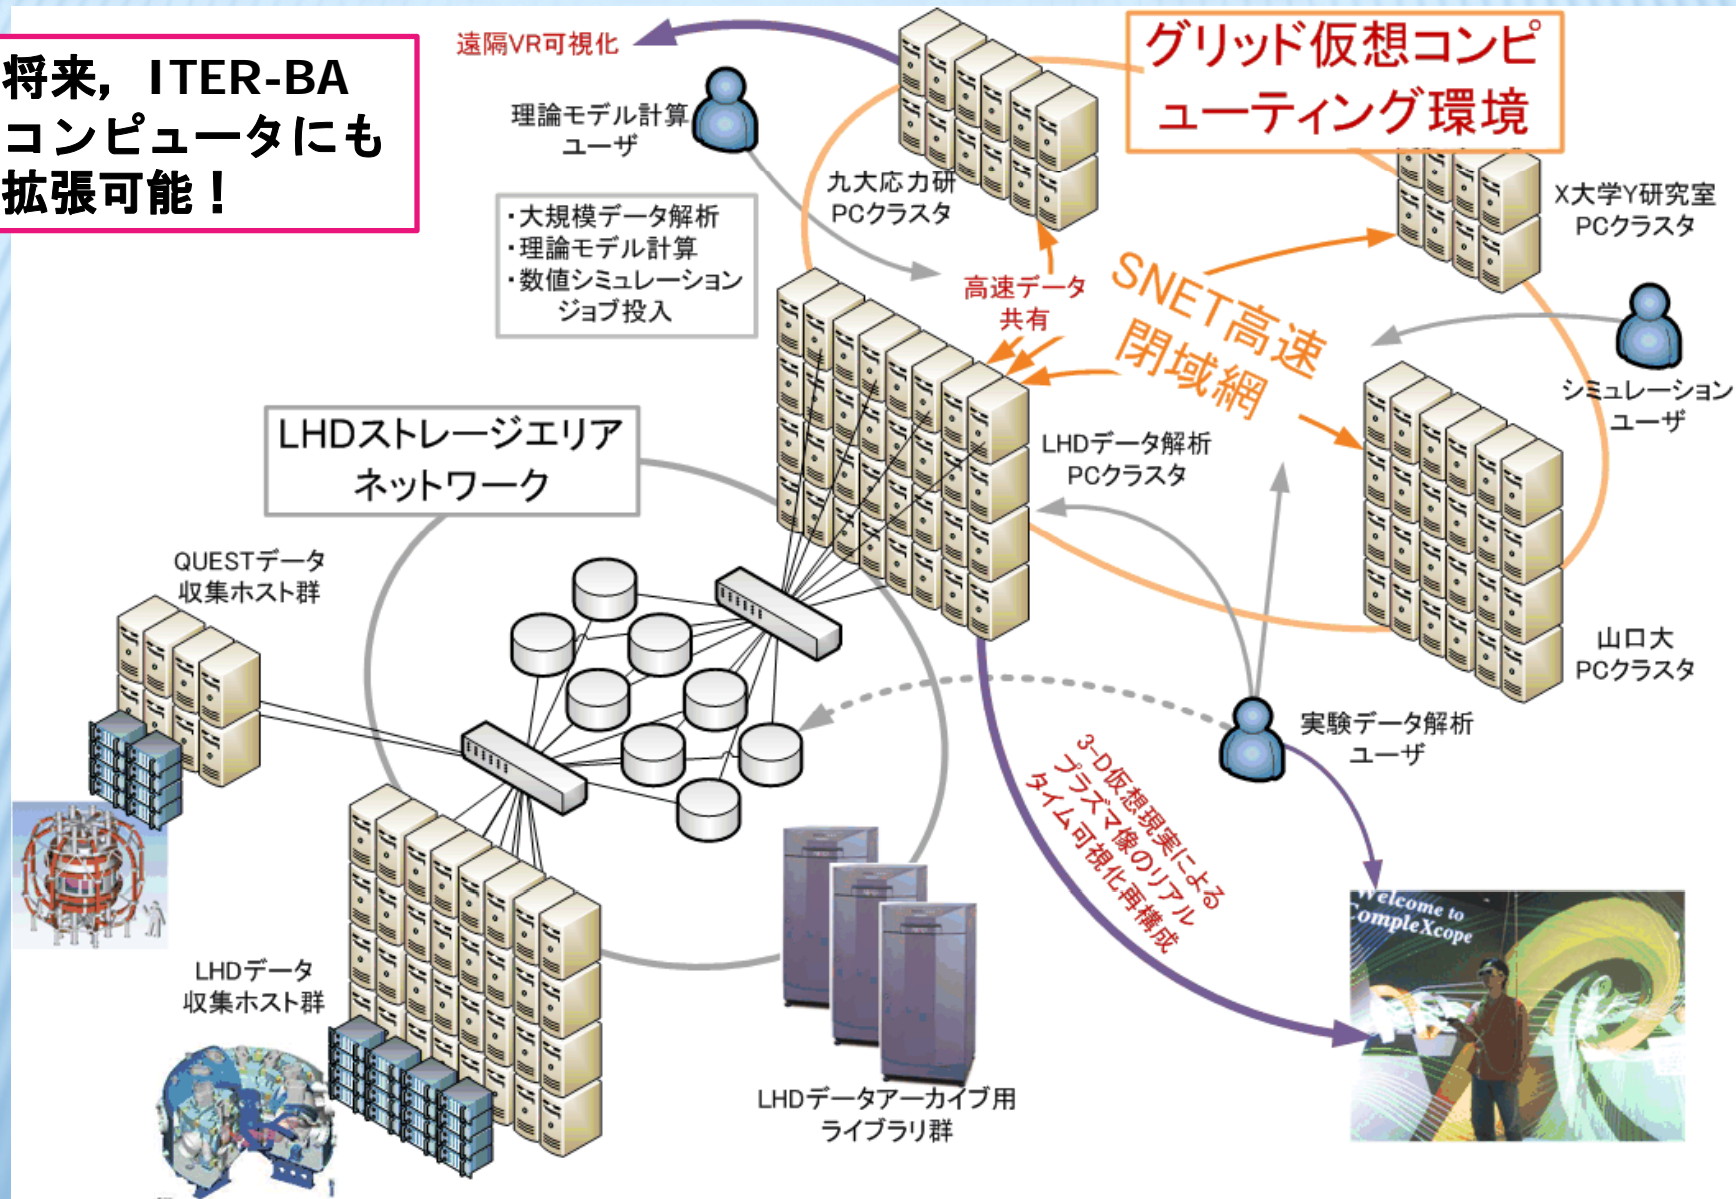 将来，ITER-BA
コンピュータにも
拡張可能！
遠隔VR可視化
理論モデル計算
ユーザ
グリッド仮想コンピ
ューティング環境
九大応力研
PCクラスタ
X大学Y研究室
PCクラスタ
・大規模データ解析
・理論モデル計算
・数値シミュレーション
ジョブ投入
高速データ
共有
SNET高速
閉域網
シミュレーション
ユーザ
LHDストレージエリア
ネットワーク
LHDデータ解析
PCクラスタ
QUESTデータ
収集ホスト群
山口大
PCクラスタ
実験データ解析
ユーザ
3-D仮想現実による
プラズマ像のリアル
タイム可視化再構成
Welcome to
CompleXcope
LHDデータ
収集ホスト群
LHDデータアーカイブ用
ライブラリ群